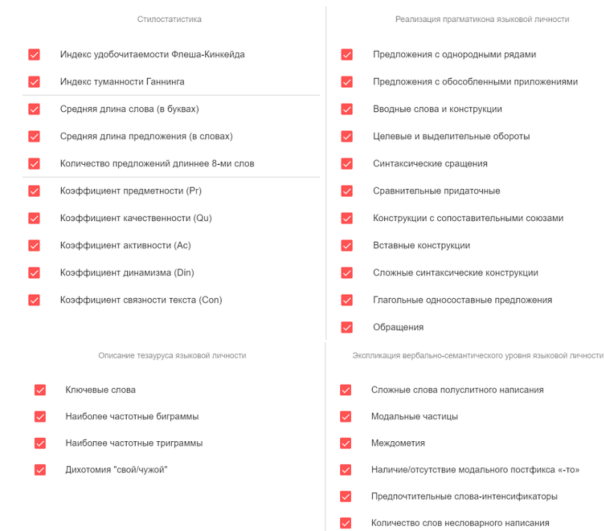 Стилостатистика
Индекс удобочитаемости Флеша-Кинкейда
Индекс туманности Ганнинга
Средняя длина слова (в буквах)
Средняя длина предложения (в словах)
Количество предложений длиннее 8-ми слов
Коэффициент предметности (Pr)
Коэффициент качественности (Qu)
Коэффициент активности (Ac)
Коэффициент динамизма (Din)
Коэффициент связности текста (Con)
Реализация прагматикона языковой личности
Предложения с однородными рядами
Предложения с обособленными приложениями
Вводные слова и конструкции
Целевые и выделительные обороты
Синтаксические сращения
Сравнительные придаточные
Конструкции с сопоставительными союзами
Вставные конструкции
Сложные синтаксические конструкции
Глагольные односоставные предложения
Обращения
Описание тезауруса языковой личности
Ключевые слова
Наиболее частотные биграммы
Наиболее частотные триграммы
Дихотомия "свой/чужой"
Экспликация вербально-семантического уровня языковой личности
Сложные слова полуслитного написания
Модальные частицы
Междометия
Наличие/отсутствие модального постфикса «-то»
Предпочтительные слова-интенсификаторы
Количество слов несловарного написания